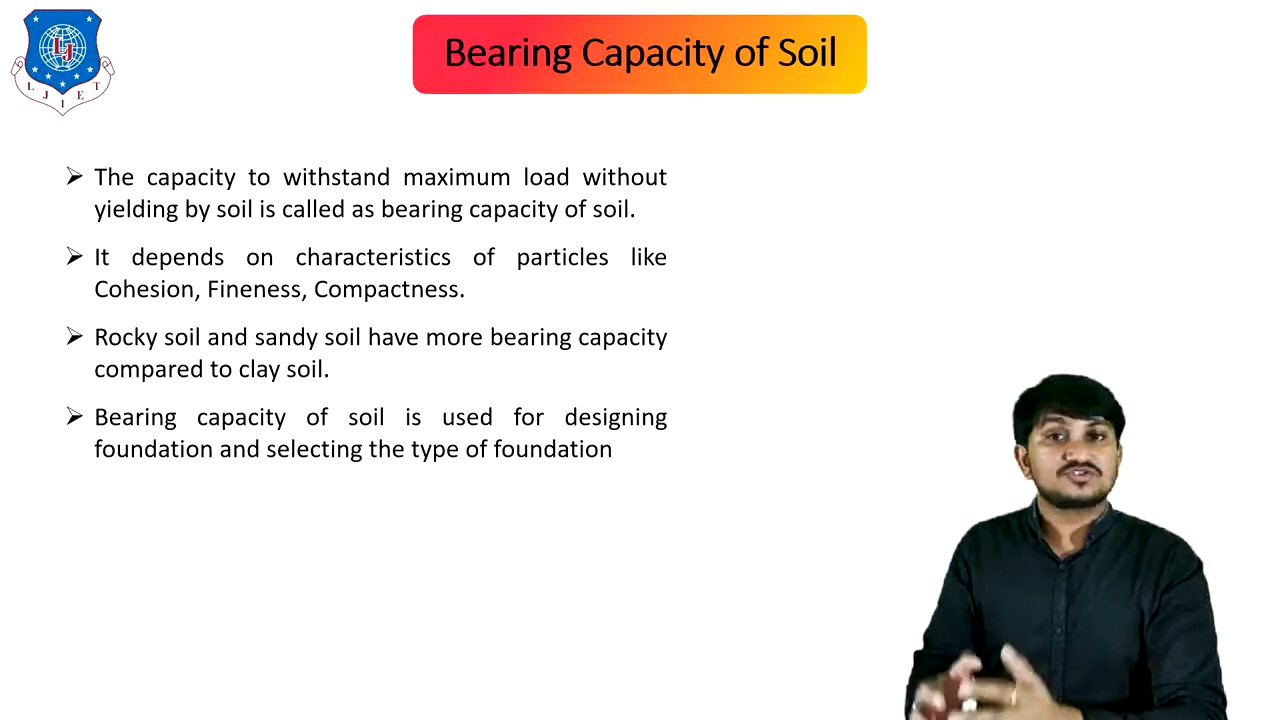 LJ
L J I E T
Bearing Capacity of Soil
➢ The capacity to withstand maximum load without
yielding by soil is called as bearing capacity of soil.
➢ It depends on characteristics of particles like
Cohesion, Fineness, Compactness.
➢ Rocky soil and sandy soil have more bearing capacity
compared to clay soil.
➢ Bearing capacity of soil is used for designing
foundation and selecting the type of foundation